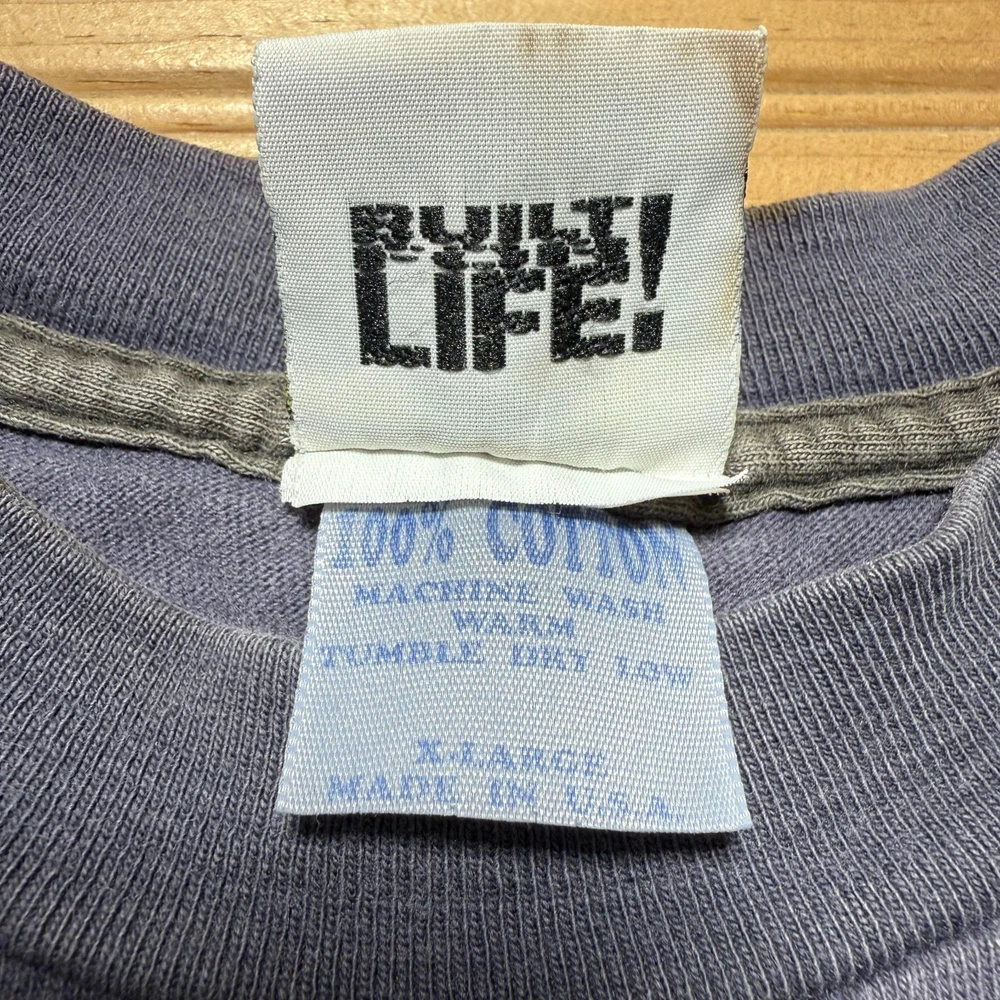 BUILT
LIFE!
100% COTTON
MACHINE WASH
WARM
TUMBLE DRY LOW
X-LARGE
MADE IN U.S.A.